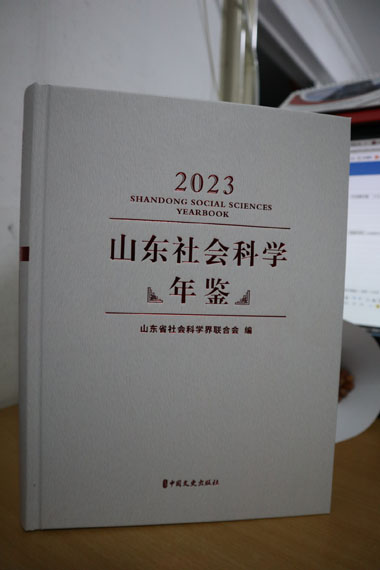 2023
SHANDONG SOCIAL SCIENCES
YEARBOOK
山东社会科学
年鉴
山东省社会科学界联合会 编
中国文史出版社